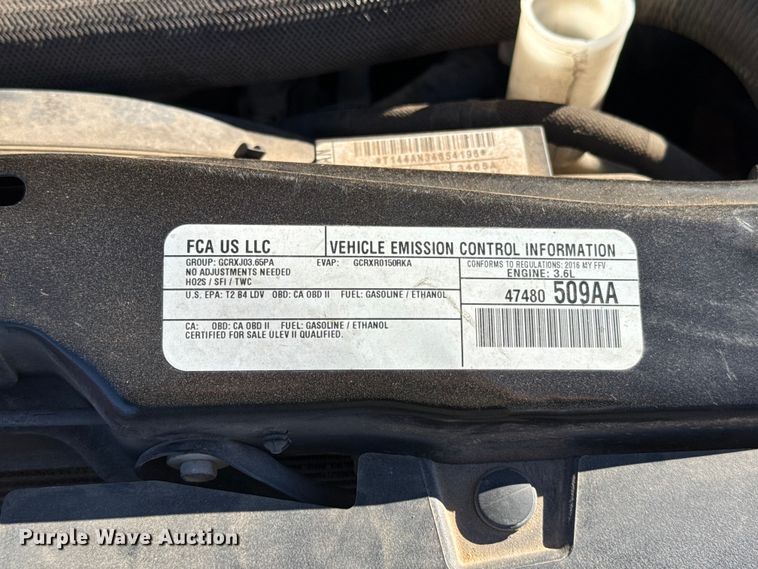 FCA US LLC
VEHICLE EMISSION CONTROL INFORMATION
GROUP: GCRXJ03.65PA EVAP: GCRXR0150RKA
NO ADJUSTMENTS NEEDED
HO2S / SFI / TWC
CONFORMS TO REGULATIONS: 2016 MY FFV
ENGINE: 3.6L
U.S. EPA: T2 B4 LDV OBD: CA OBD II FUEL: GASOLINE / ETHANOL
47480 509AA
CA: OBD: CA OBD II FUEL: GASOLINE / ETHANOL
CERTIFIED FOR SALE ULEV II QUALIFIED.
Purple Wave Auction